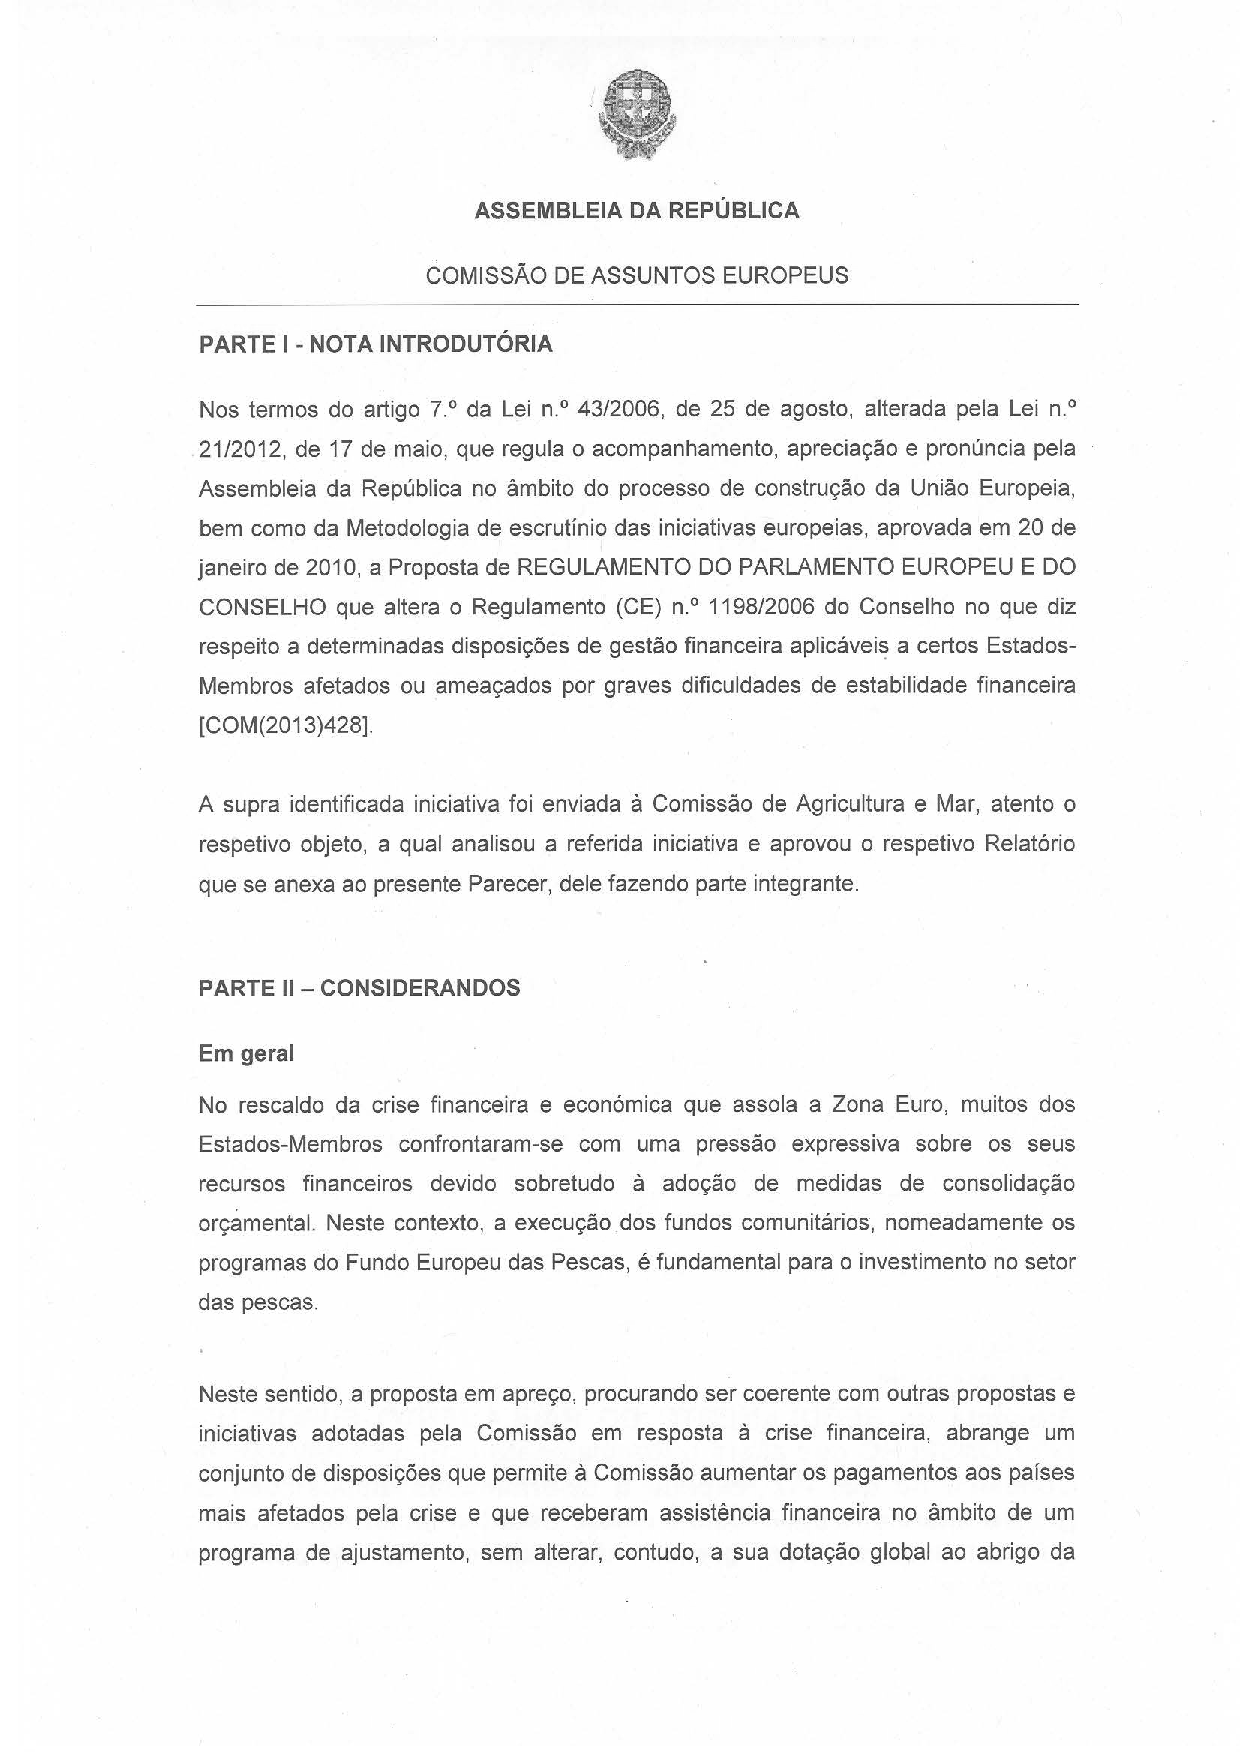 ASSEMBLEIA DA REPÚBLICA
COMISSÃO DE ASSUNTOS EUROPEUS
PARTE I - NOTA INTRODUTÓRIA
Nos termos do artigo 7.º da Lei n.º 43/2006, de 25 de agosto, alterada pela Lei n.º
21/2012, de 17 de maio, que regula o acompanhamento, apreciação e pronúncia pela
Assembleia da República no âmbito do processo de construção da União Europeia,
bem como da Metodologia de escrutínio das iniciativas europeias, aprovada em 20 de
janeiro de 2010, a Proposta de REGULAMENTO DO PARLAMENTO EUROPEU E DO
CONSELHO que altera o Regulamento (CE) n.º 1198/2006 do Conselho no que diz
respeito a determinadas disposições de gestão financeira aplicáveis a certos Estados-
Membros afetados ou ameaçados por graves dificuldades de estabilidade financeira
[COM(2013)428].
A supra identificada iniciativa foi enviada à Comissão de Agricultura e Mar, atento o
respetivo objeto, a qual analisou a referida iniciativa e aprovou o respetivo Relatório
que se anexa ao presente Parecer, dele fazendo parte integrante.
PARTE II – CONSIDERANDOS
Em geral
No rescaldo da crise financeira e económica que assola a Zona Euro, muitos dos
Estados-Membros confrontaram-se com uma pressão expressiva sobre os seus
recursos financeiros devido sobretudo à adoção de medidas de consolidação
orçamental. Neste contexto, a execução dos fundos comunitários, nomeadamente os
programas do Fundo Europeu das Pescas, é fundamental para o investimento no setor
das pescas.
Neste sentido, a proposta em apreço, procurando ser coerente com outras propostas e
iniciativas adotadas pela Comissão em resposta à crise financeira, abrange um
conjunto de disposições que permite à Comissão aumentar os pagamentos aos países
mais afetados pela crise e que receberam assistência financeira no âmbito de um
programa de ajustamento, sem alterar, contudo, a sua dotação global ao abrigo da